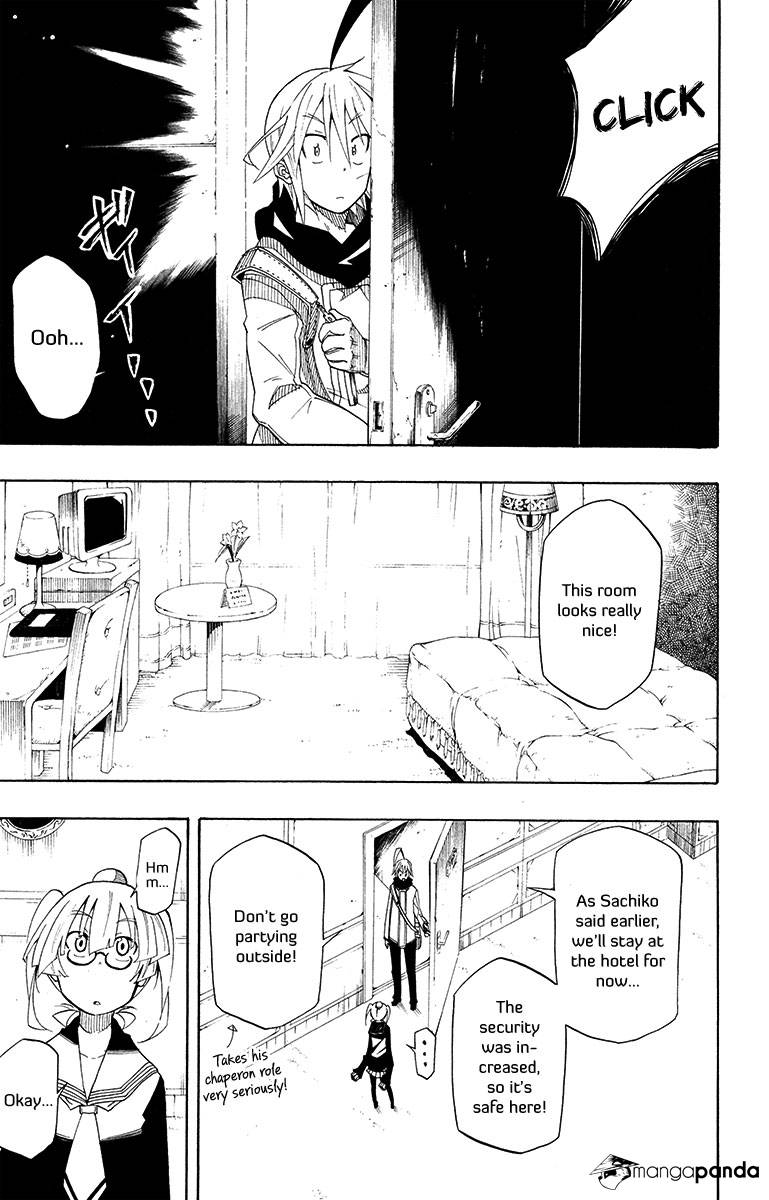 CLICK
ギイイ
Ooh...
This room
looks really
nice!
As Sachiko
said earlier,
we'll stay at
the hotel for
now...
The
security
was in-
creased,
so it's
safe here!
Don't go
partying
outside!
Takes his
chaperon role
very seriously!
...
Hm
m...
Okay...
mangapanda